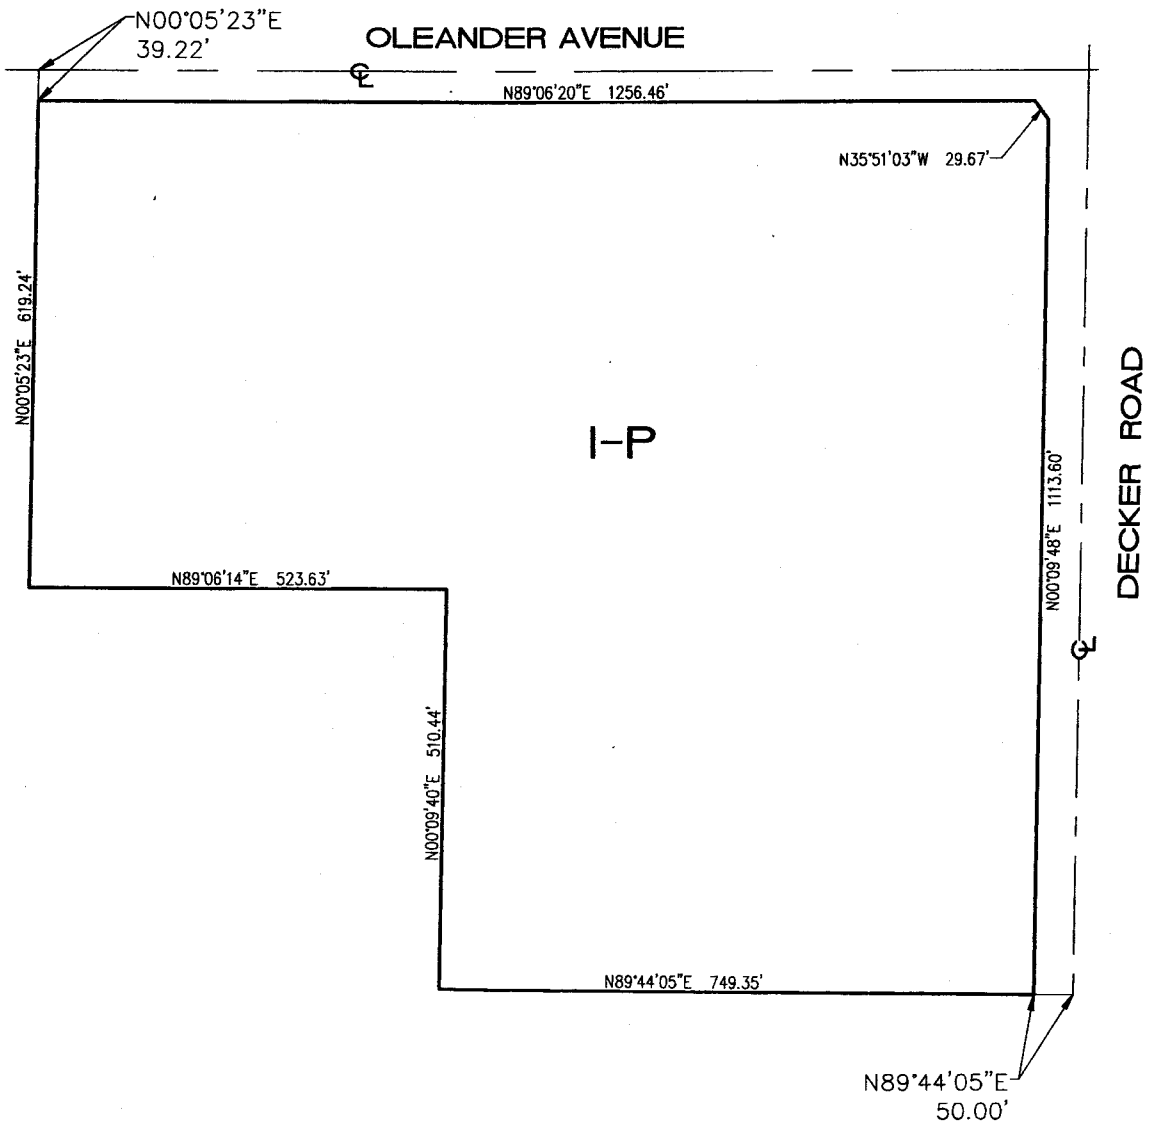 N00°05'23"E
39.22'
OLEANDER AVENUE
℄
N89°06'20"E 1256.46'
N35°51'03"W 29.67'
N00°05'23"E 619.24'
I-P
DECKER ROAD
N00°09'48"E 1113.60'
N89°06'14"E 523.63'
℄
N00°09'40"E 510.44'
N89°44'05"E 749.35'
N89°44'05"E
50.00'